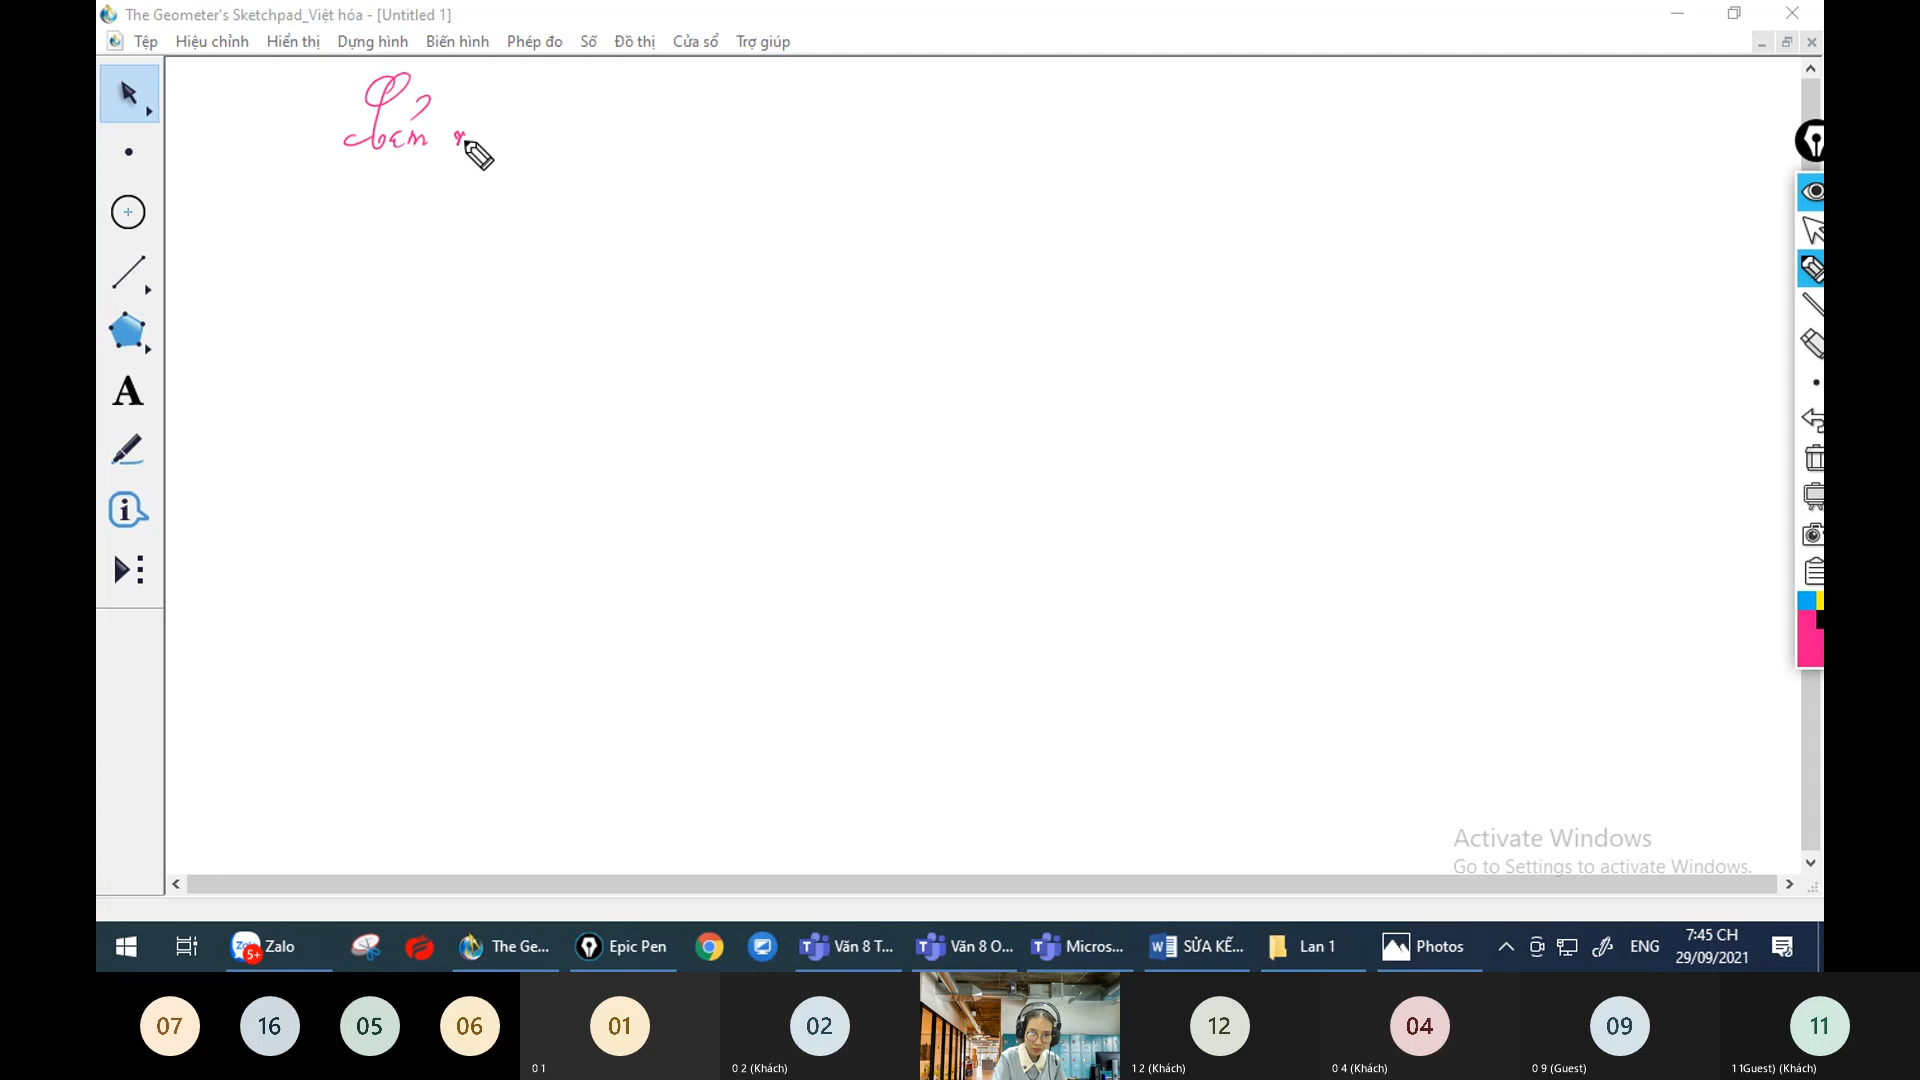 The Geometer's Sketchpad_Việt hóa - [Untitled 1]
Tệp Hiệu chỉnh Hiển thị Dựng hình Biến hình Phép đo Số Đồ thị Cửa sổ Trợ giúp
A
Activate Windows
Go to Settings to activate Windows.
Zalo 5+ The Ge... Epic Pen Văn 8 T... Văn 8 O... Micros... SỬA KẾ... Lan 1 Photos ENG 7:45 CH
29/09/2021
07 16 05 06 01 02 12 04 09 11
0 1 0 2 (Khách) 1 2 (Khách) 0 4 (Khách) 0 9 (Guest) 1 1Guest) (Khách)